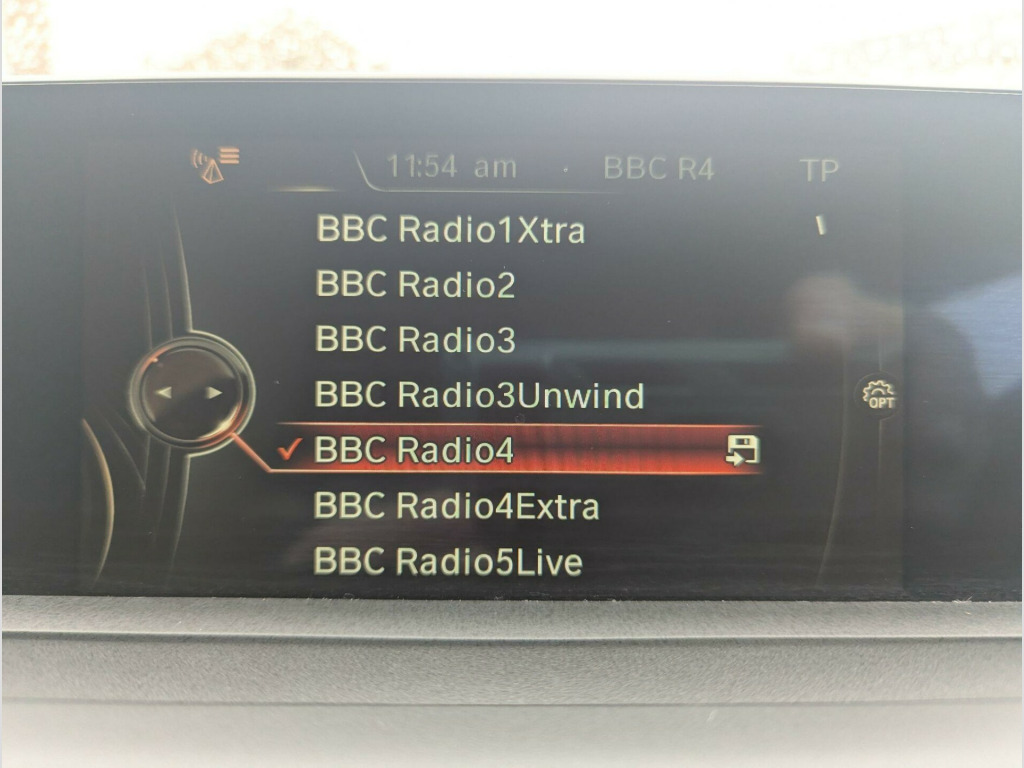 11:54 am · BBC R4 TP
BBC Radio1Xtra
BBC Radio2
BBC Radio3
BBC Radio3Unwind
BBC Radio4
BBC Radio4Extra
BBC Radio5Live
OPT